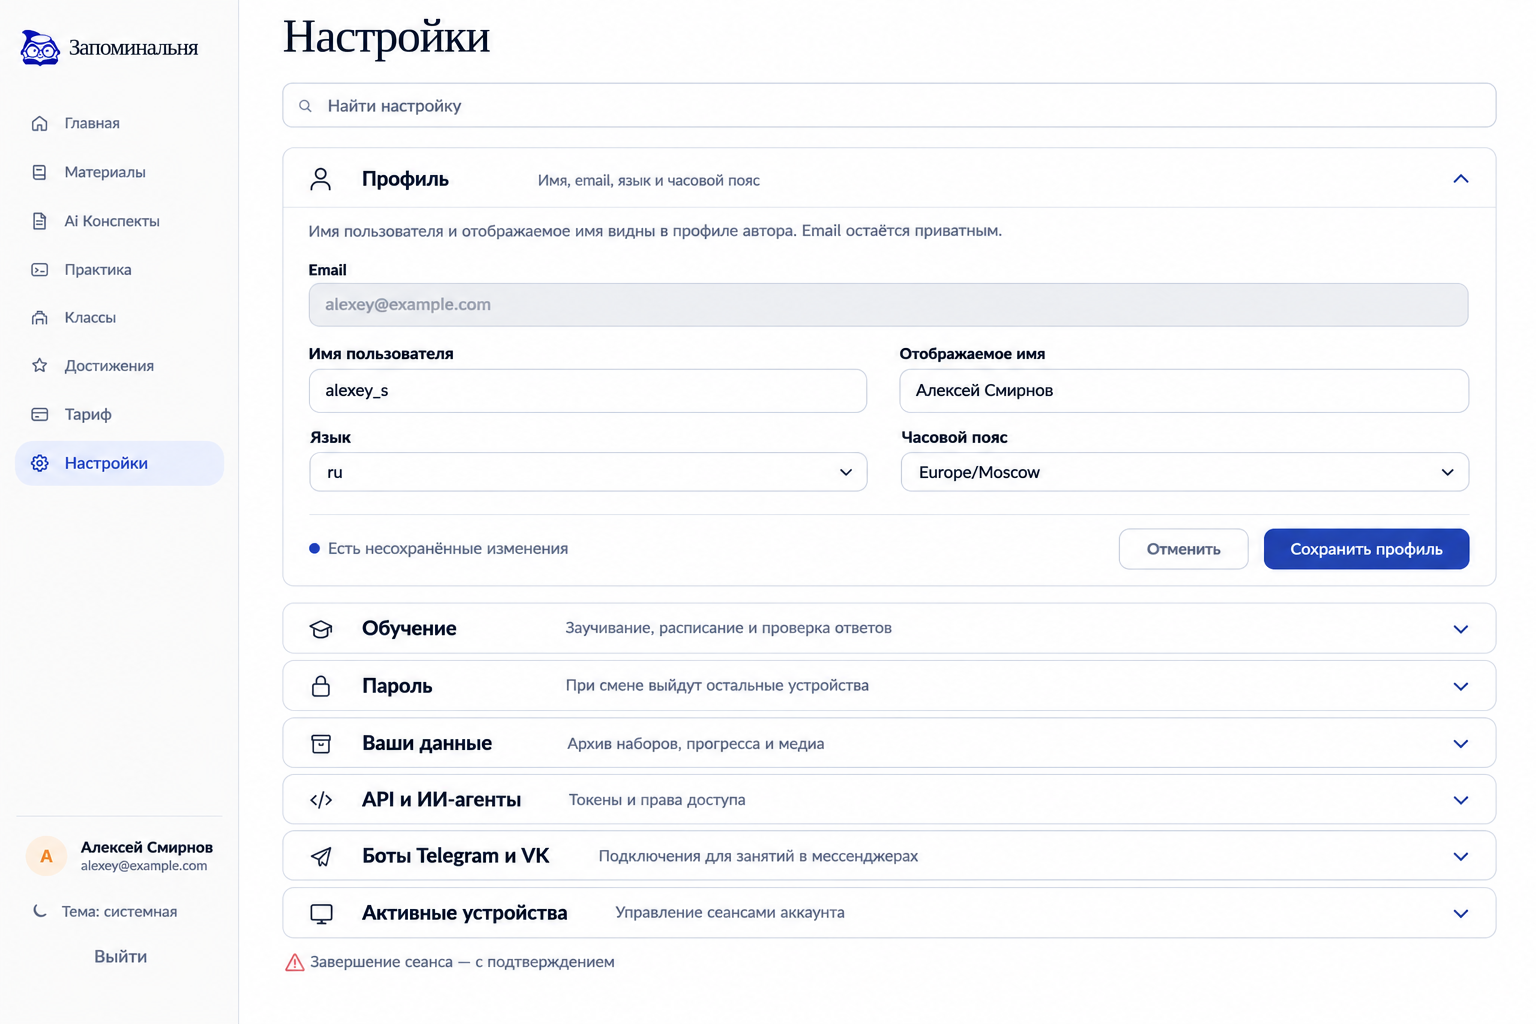 Запоминальня
Главная
Материалы
Ai Конспекты
Практика
Классы
Достижения
Тариф
Настройки
А
Алексей Смирнов
alexey@example.com
Тема: системная
Выйти
Настройки
Найти настройку
Профиль
Имя, email, язык и часовой пояс
Имя пользователя и отображаемое имя видны в профиле автора. Email остаётся приватным.
Email
alexey@example.com
Имя пользователя
alexey_s
Отображаемое имя
Алексей Смирнов
Язык
ru
Часовой пояс
Europe/Moscow
Есть несохранённые изменения
Отменить
Сохранить профиль
Обучение
Заучивание, расписание и проверка ответов
Пароль
При смене выйдут остальные устройства
Ваши данные
Архив наборов, прогресса и медиа
API и ИИ-агенты
Токены и права доступа
Боты Telegram и VK
Подключения для занятий в мессенджерах
Активные устройства
Управление сеансами аккаунта
Завершение сеанса — с подтверждением